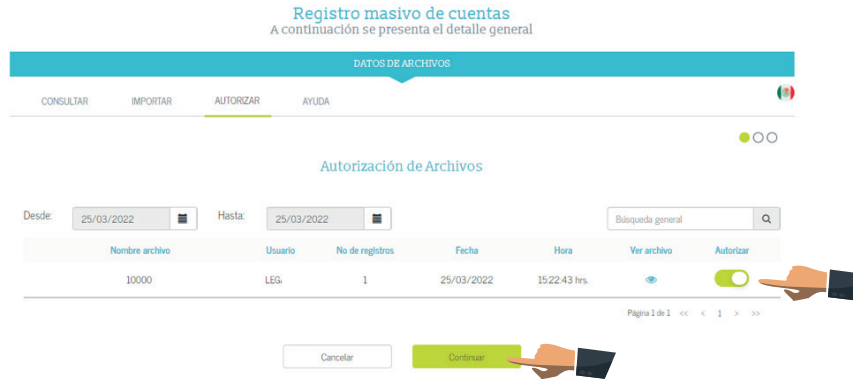 Registro masivo de cuentas
A continuación se presenta el detalle general
DATOS DE ARCHIVOS
CONSULTAR IMPORTAR AUTORIZAR AYUDA
Autorización de Archivos
Desde: 25/03/2022 Hasta: 25/03/2022 Búsqueda general
Nombre archivo Usuario No de registros Fecha Hora Ver archivo Autorizar
10000 LEG 1 25/03/2022 15:22:43 hrs.
Página 1 de 1 << < 1 > >>
Cancelar Continuar